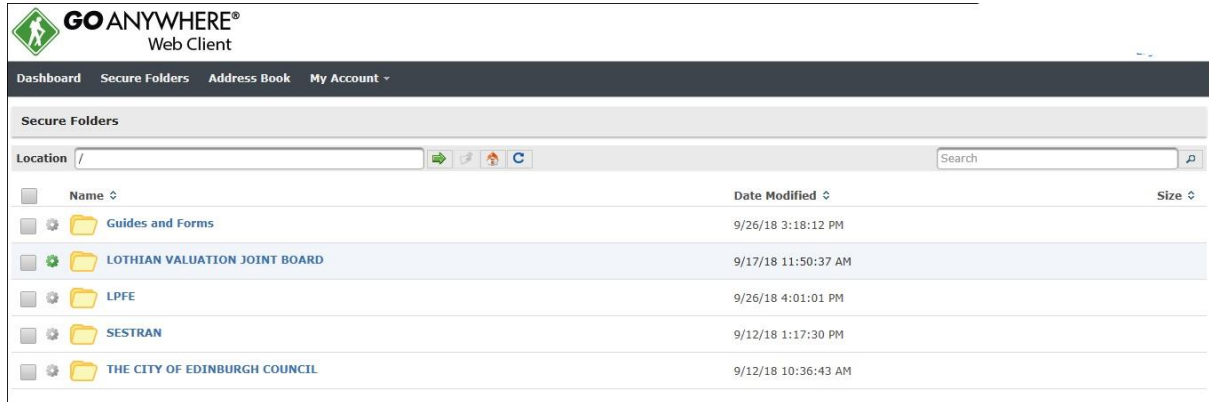 GO ANYWHERE®
Web Client
Dashboard Secure Folders Address Book My Account
Secure Folders
Location / Search
Name Date Modified Size
Guides and Forms 9/26/18 3:18:12 PM
LOTHIAN VALUATION JOINT BOARD 9/17/18 11:50:37 AM
LPFE 9/26/18 4:01:01 PM
SESTRAN 9/12/18 1:17:30 PM
THE CITY OF EDINBURGH COUNCIL 9/12/18 10:36:43 AM